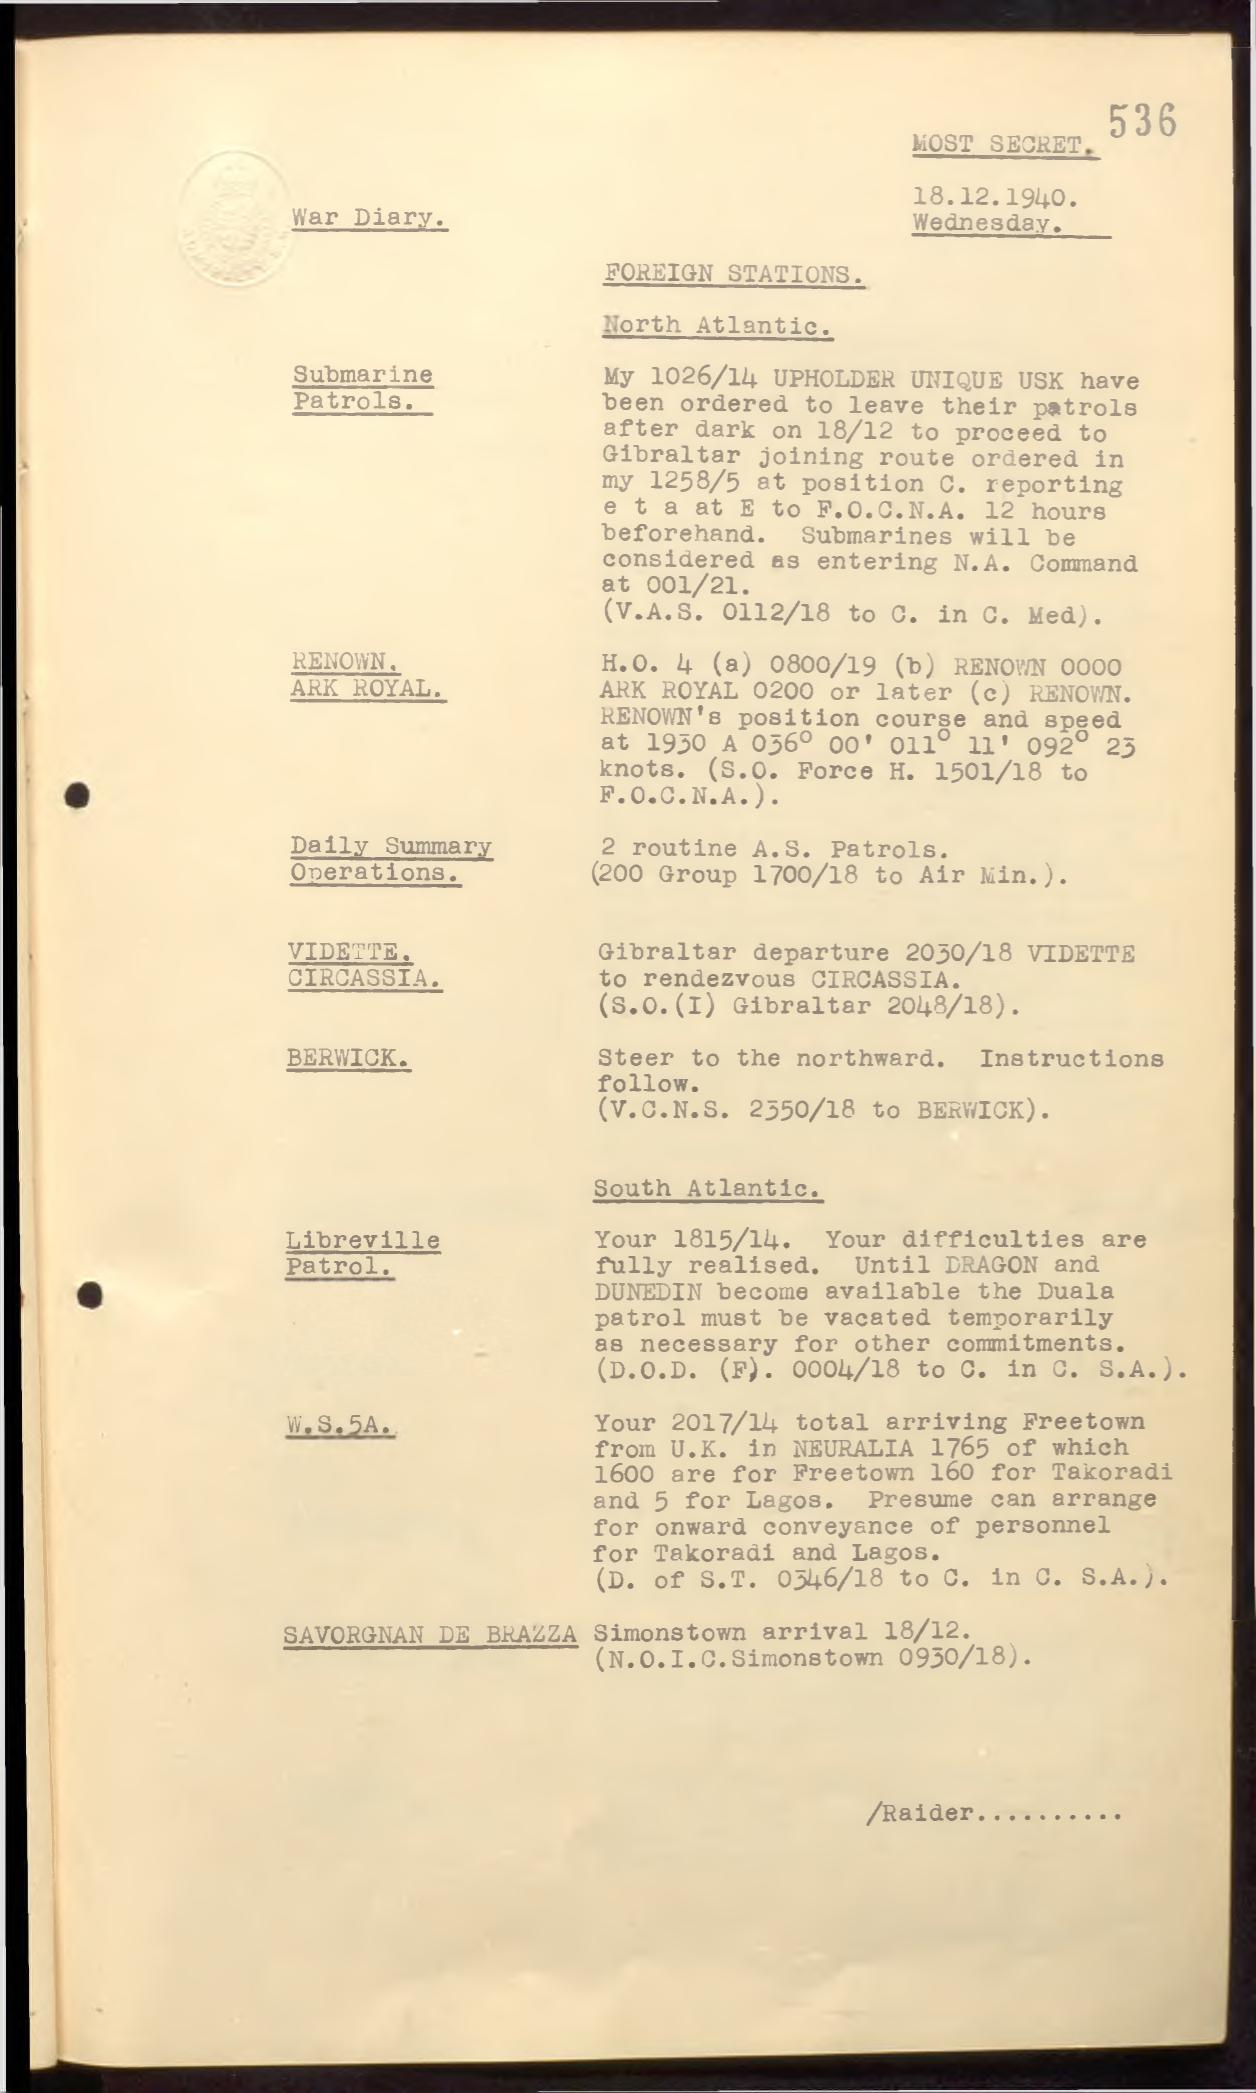 536
MOST SECRET.
18.12.1940.
Wednesday.
War Diary.
FOREIGN STATIONS.
North Atlantic.
Submarine
Patrols.
My 1026/14 UPHOLDER UNIQUE USK have
been ordered to leave their patrols
after dark on 18/12 to proceed to
Gibraltar joining route ordered in
my 1258/5 at position C. reporting
e t a at E to F.O.C.N.A. 12 hours
beforehand. Submarines will be
considered as entering N.A. Command
at 001/21.
(V.A.S. 0112/18 to C. in C. Med).
RENOWN.
ARK ROYAL.
H.O. 4 (a) 0800/19 (b) RENOWN 0000
ARK ROYAL 0200 or later (c) RENOWN.
RENOWN's position course and speed
at 1930 A 036° 00' 011° 11' 092° 23
knots. (S.O. Force H. 1501/18 to
F.O.C.N.A.).
Daily Summary
Operations.
2 routine A.S. Patrols.
(200 Group 1700/18 to Air Min.).
VIDETTE.
CIRCASSIA.
Gibraltar departure 2030/18 VIDETTE
to rendezvous CIRCASSIA.
(S.O.(I) Gibraltar 2048/18).
BERWICK.
Steer to the northward. Instructions
follow.
(V.C.N.S. 2350/18 to BERWICK).
South Atlantic.
Libreville
Patrol.
Your 1815/14. Your difficulties are
fully realised. Until DRAGON and
DUNEDIN become available the Duala
patrol must be vacated temporarily
as necessary for other commitments.
(D.O.D. (F). 0004/18 to C. in C. S.A.).
W.S.5A.
Your 2017/14 total arriving Freetown
from U.K. in NEURALIA 1765 of which
1600 are for Freetown 160 for Takoradi
and 5 for Lagos. Presume can arrange
for onward conveyance of personnel
for Takoradi and Lagos.
(D. of S.T. 0346/18 to C. in C. S.A.).
SAVORGNAN DE BRAZZA
Simonstown arrival 18/12.
(N.O.I.C.Simonstown 0930/18).
/Raider..........